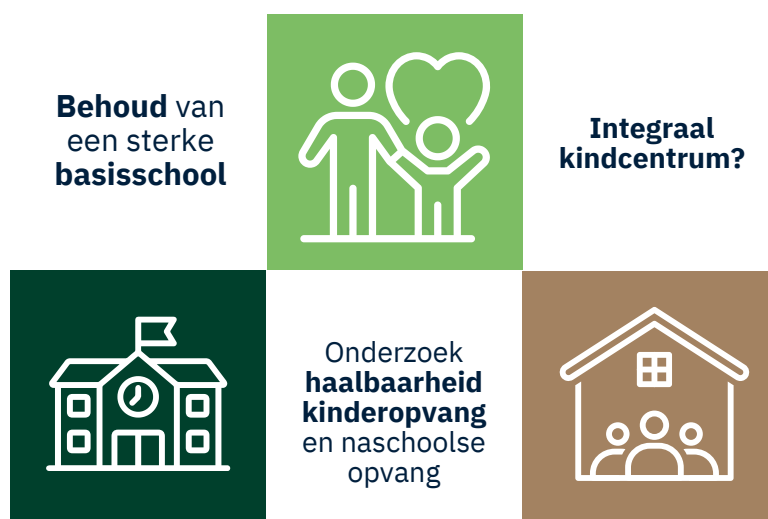 Behoud van
een sterke
basisschool
Integraal
kindcentrum?
Onderzoek
haalbaarheid
kinderopvang
en naschoolse
opvang